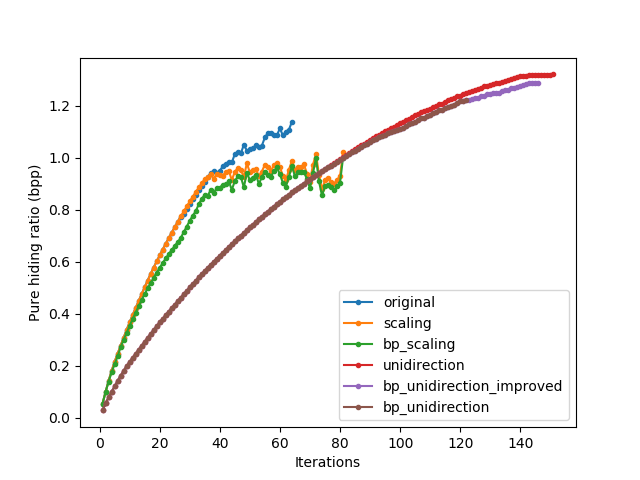 Pure hiding ratio (bpp)
1.2
1.0
0.8
0.6
0.4
0.2
0.0
original
scaling
bp_scaling
unidirection
bp_unidirection_improved
bp_unidirection
0 20 40 60 80 100 120 140
Iterations